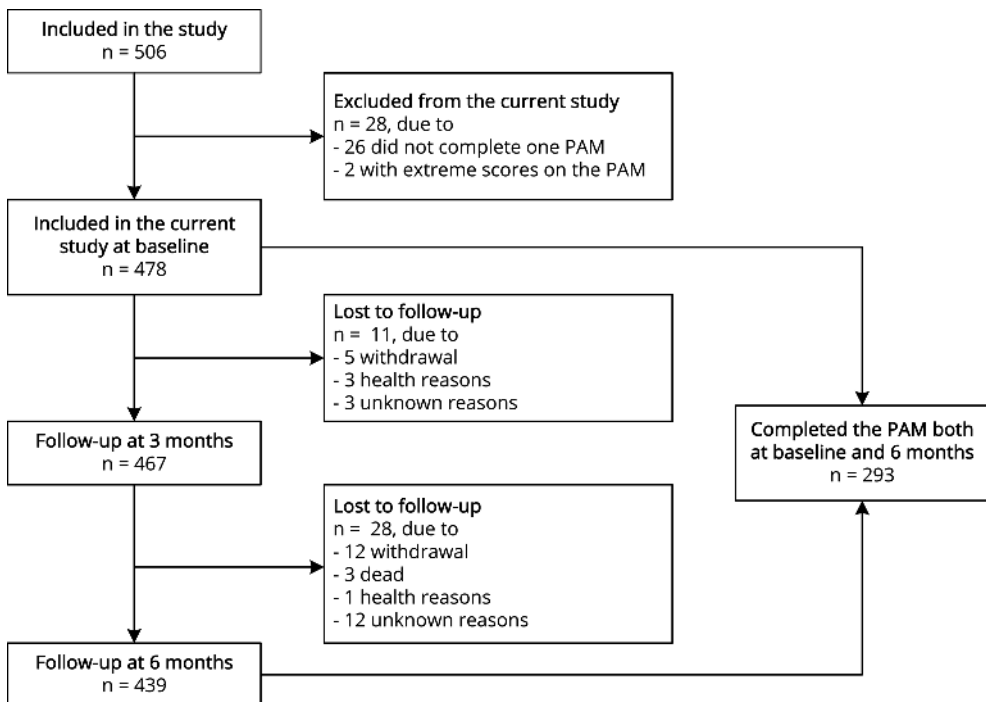 Included in the study
n = 506
Excluded from the current study
n = 28, due to
- 26 did not complete one PAM
- 2 with extreme scores on the PAM
Included in the current
study at baseline
n = 478
Lost to follow-up
n =  11, due to
- 5 withdrawal
- 3 health reasons
- 3 unknown reasons
Follow-up at 3 months
n = 467
Completed the PAM both
at baseline and 6 months
n = 293
Lost to follow-up
n =  28, due to
- 12 withdrawal
- 3 dead
- 1 health reasons
- 12 unknown reasons
Follow-up at 6 months
n = 439